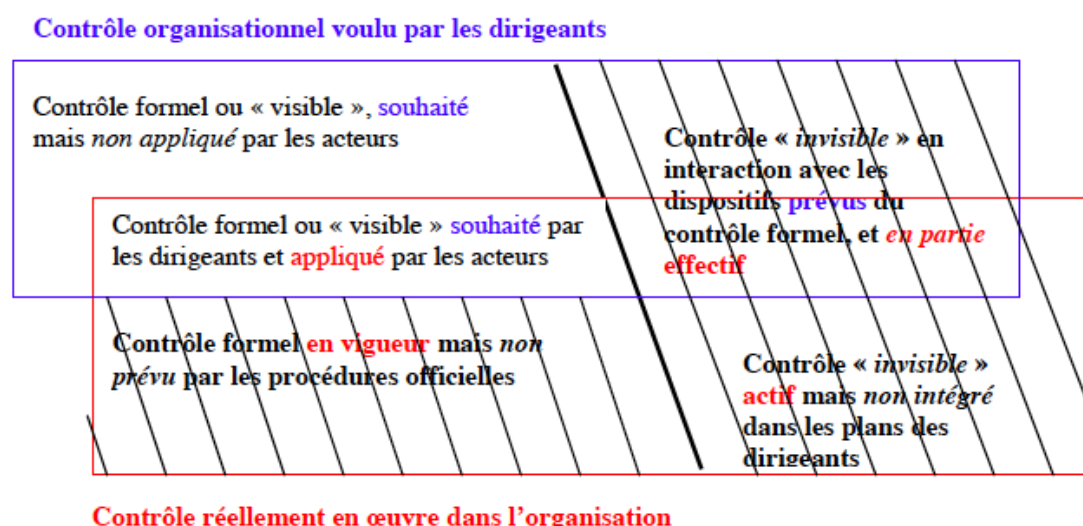 Contrôle organisationnel voulu par les dirigeants
Contrôle formel ou « visible », souhaité
mais non appliqué par les acteurs
Contrôle « invisible » en
interaction avec les
dispositifs prévus du
contrôle formel, et en partie
effectif
Contrôle formel ou « visible » souhaité par
les dirigeants et appliqué par les acteurs
Contrôle formel en vigueur mais non
prévu par les procédures officielles
Contrôle « invisible »
actif mais non intégré
dans les plans des
dirigeants
Contrôle réellement en œuvre dans l'organisation